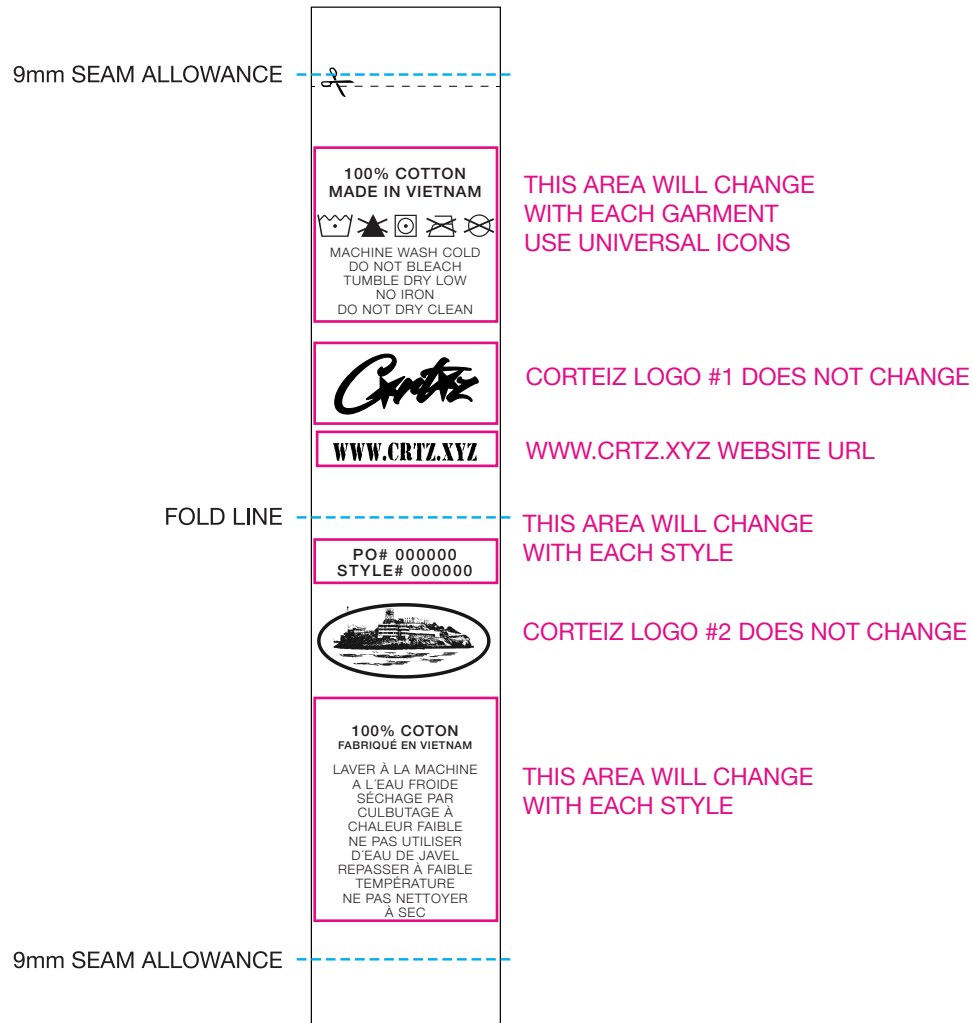 9mm SEAM ALLOWANCE
100% COTTON
MADE IN VIETNAM
MACHINE WASH COLD
DO NOT BLEACH
TUMBLE DRY LOW
NO IRON
DO NOT DRY CLEAN
THIS AREA WILL CHANGE
WITH EACH GARMENT
USE UNIVERSAL ICONS
Crtz
CORTEIZ LOGO #1 DOES NOT CHANGE
WWW.CRTZ.XYZ
WWW.CRTZ.XYZ WEBSITE URL
FOLD LINE
THIS AREA WILL CHANGE
WITH EACH STYLE
PO# 000000
STYLE# 000000
CORTEIZ LOGO #2 DOES NOT CHANGE
100% COTON
FABRIQUÉ EN VIETNAM
LAVER À LA MACHINE
A L´EAU FROIDE
SÉCHAGE PAR
CULBUTAGE À
CHALEUR FAIBLE
NE PAS UTILISER
D´EAU DE JAVEL
REPASSER À FAIBLE
TEMPÉRATURE
NE PAS NETTOYER
À SEC
THIS AREA WILL CHANGE
WITH EACH STYLE
9mm SEAM ALLOWANCE